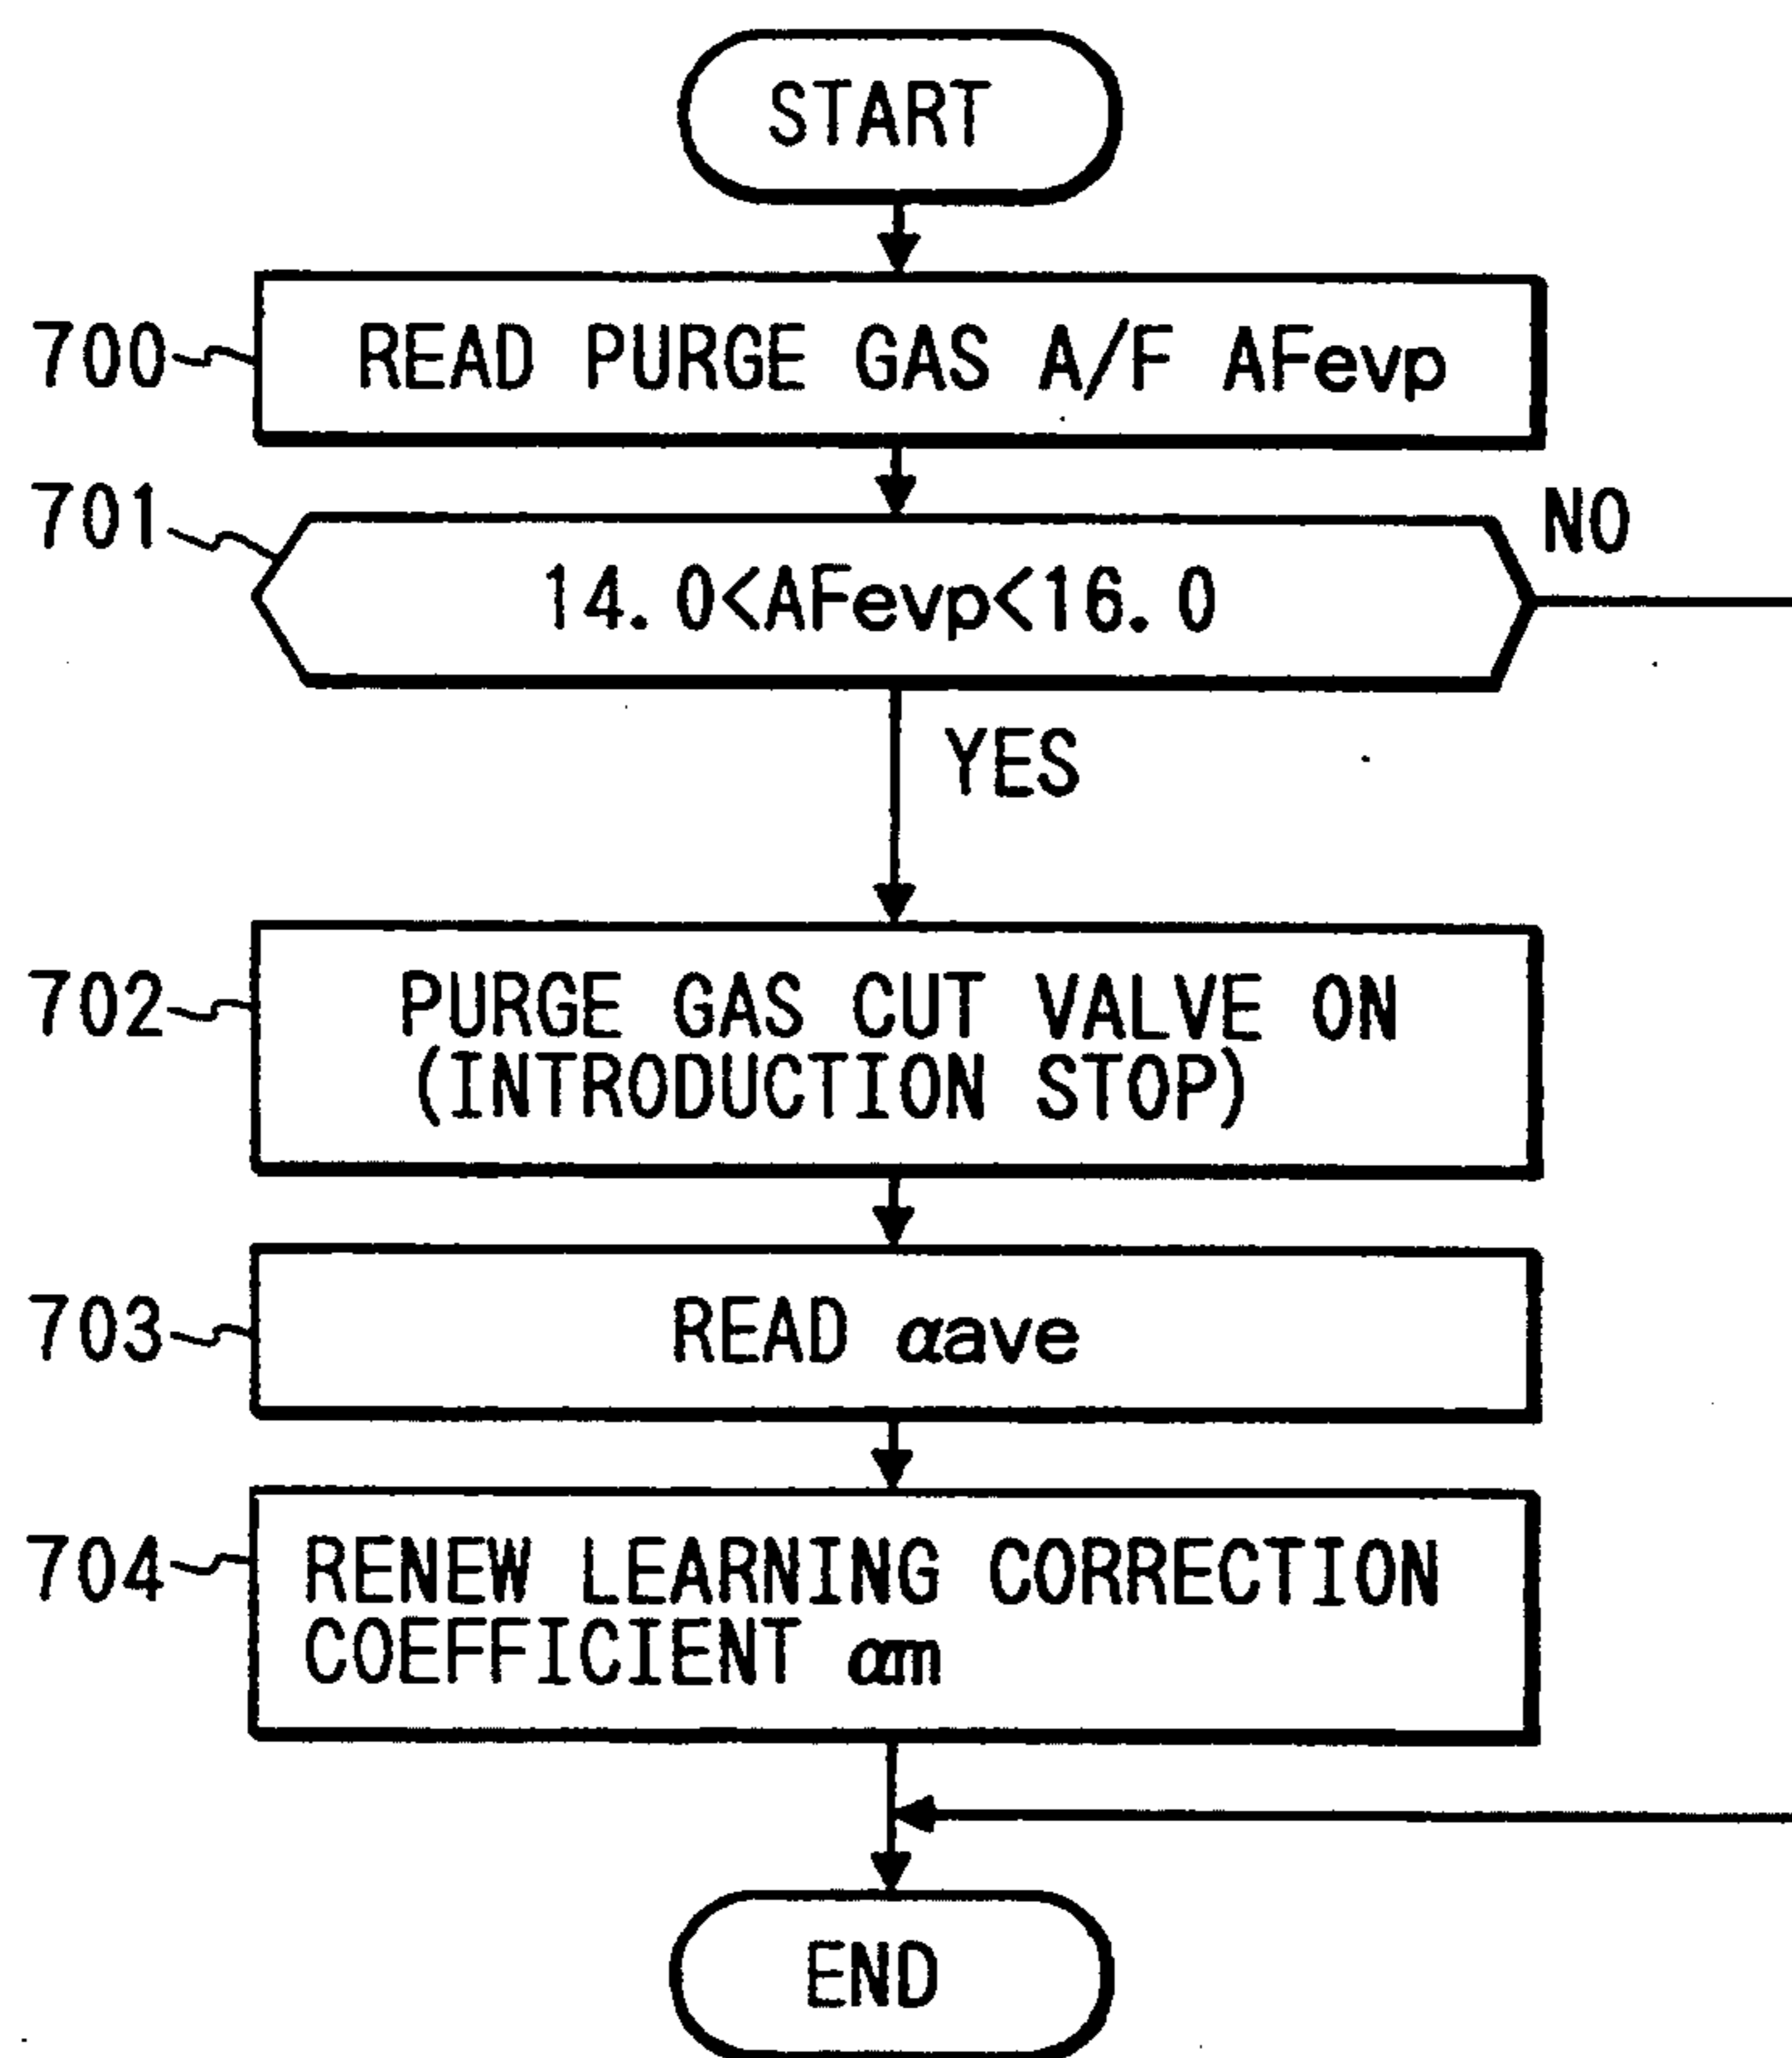 START
700
READ PURGE GAS A/F AFevp
701
NO
14.0<AFevp<16.0
YES
702
PURGE GAS CUT VALVE ON
(INTRODUCTION STOP)
703
READ αave
704
RENEW LEARNING CORRECTION
COEFFICIENT αm
END